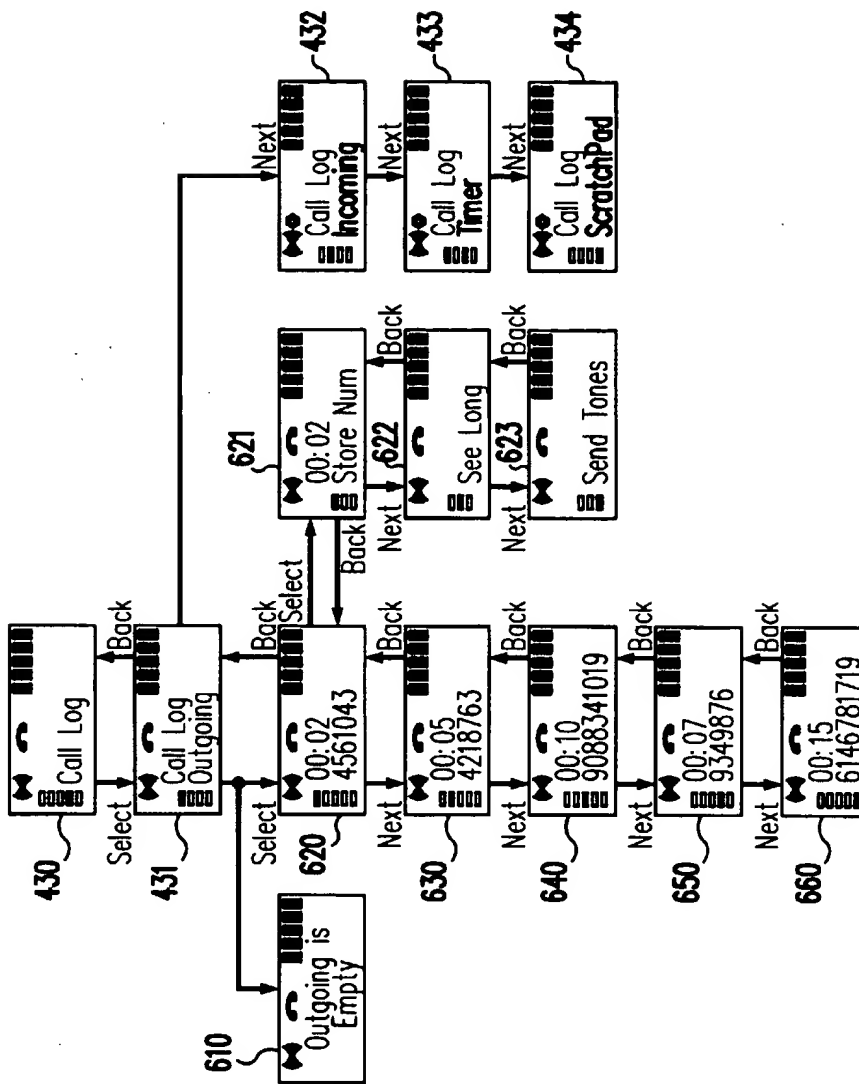 430
Call Log
Select
Back
431
Call Log
Outgoing
Next
Select
Back
610
Outgoing is
Empty
620
00:02
4561043
Select
Back
621
00:02
Store Num
432
Call Log
Incoming
Next
Back
Next
Back
Next
630
00:05
4218763
622
See Long
433
Call Log
Timer
Next
Back
Next
Back
Next
640
00:10
9088341019
623
Send Tones
434
Call Log
ScratchPad
Next
Back
650
00:07
9349876
Next
Back
660
00:15
6146781719